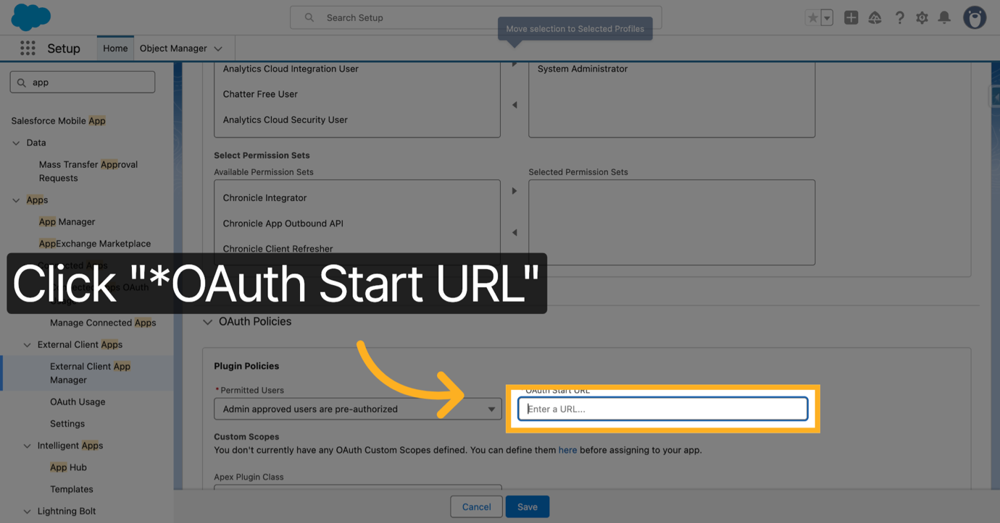 Search Setup
Move selection to Selected Profiles
Setup
Home
Object Manager
app
Salesforce Mobile App
Data
Mass Transfer Approval
Requests
Apps
App Manager
AppExchange Marketplace
Connected Apps
Connected Apps OAuth
Usage
Manage Connected Apps
External Client Apps
External Client App
Manager
OAuth Usage
Settings
Intelligent Apps
App Hub
Templates
Lightning Bolt
Analytics Cloud Integration User
Chatter Free User
Analytics Cloud Security User
System Administrator
Select Permission Sets
Available Permission Sets
Selected Permission Sets
Chronicle Integrator
Chronicle App Outbound API
Chronicle Client Refresher
Click "*OAuth Start URL"
OAuth Policies
Plugin Policies
* Permitted Users
Admin approved users are pre-authorized
OAuth Start URL
Enter a URL...
Custom Scopes
You don't currently have any OAuth Custom Scopes defined. You can define them here before assigning to your app.
Apex Plugin Class
Cancel
Save